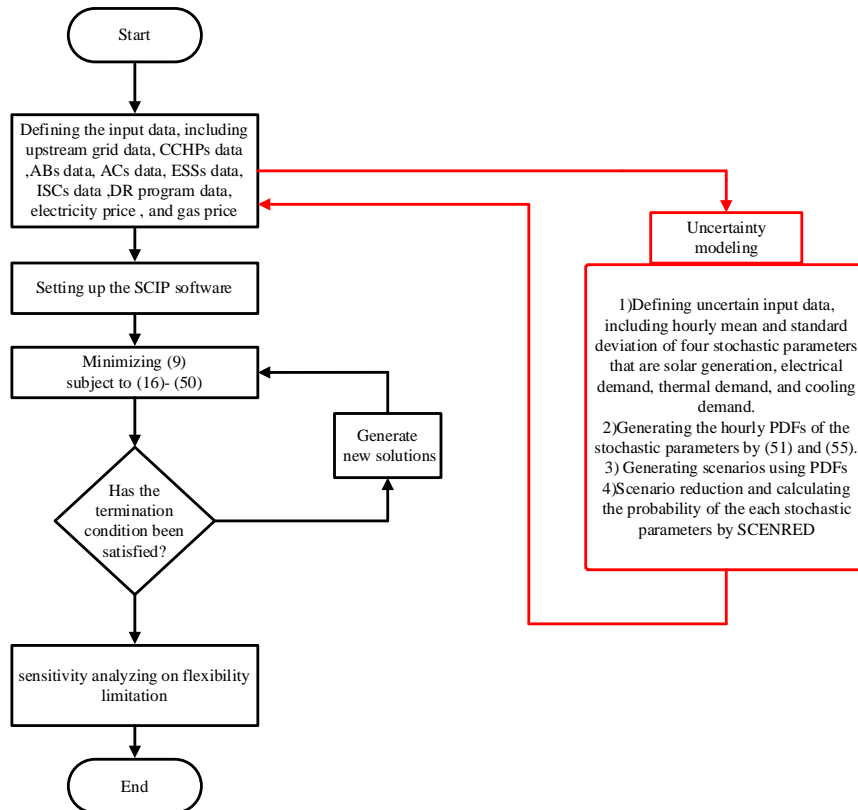 Start
Defining the input data, including
upstream grid data, CCHPs data
,ABs data, ACs data, ESSs data,
ISCs data ,DR program data,
electricity price , and gas price
Setting up the SCIP software
Minimizing (9)
subject to (16)- (50)
Generate
new solutions
Has the
termination
condition been
satisfied?
sensitivity analyzing on flexibility
limitation
End
Uncertainty
modeling
1)Defining uncertain input data,
including hourly mean and standard
deviation of four stochastic parameters
that are solar generation, electrical
demand, thermal demand, and cooling
demand.
2)Generating the hourly PDFs of the
stochastic parameters by (51) and (55).
3) Generating scenarios using PDFs
4)Scenario reduction and calculating
the probability of the each stochastic
parameters by SCENRED